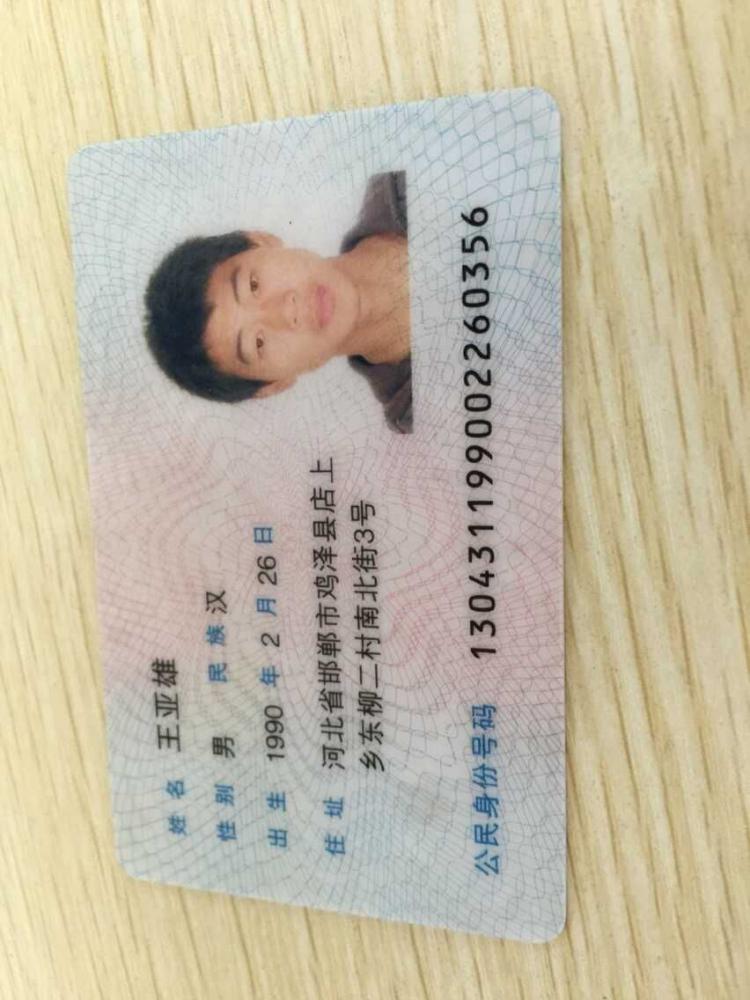 姓名 王亚雄
性别 男 民族 汉
出生 1990 年 2 月 26 日
住址 河北省邯郸市鸡泽县店上
乡东柳二村南北街3号
公民身份号码 130431199002260356